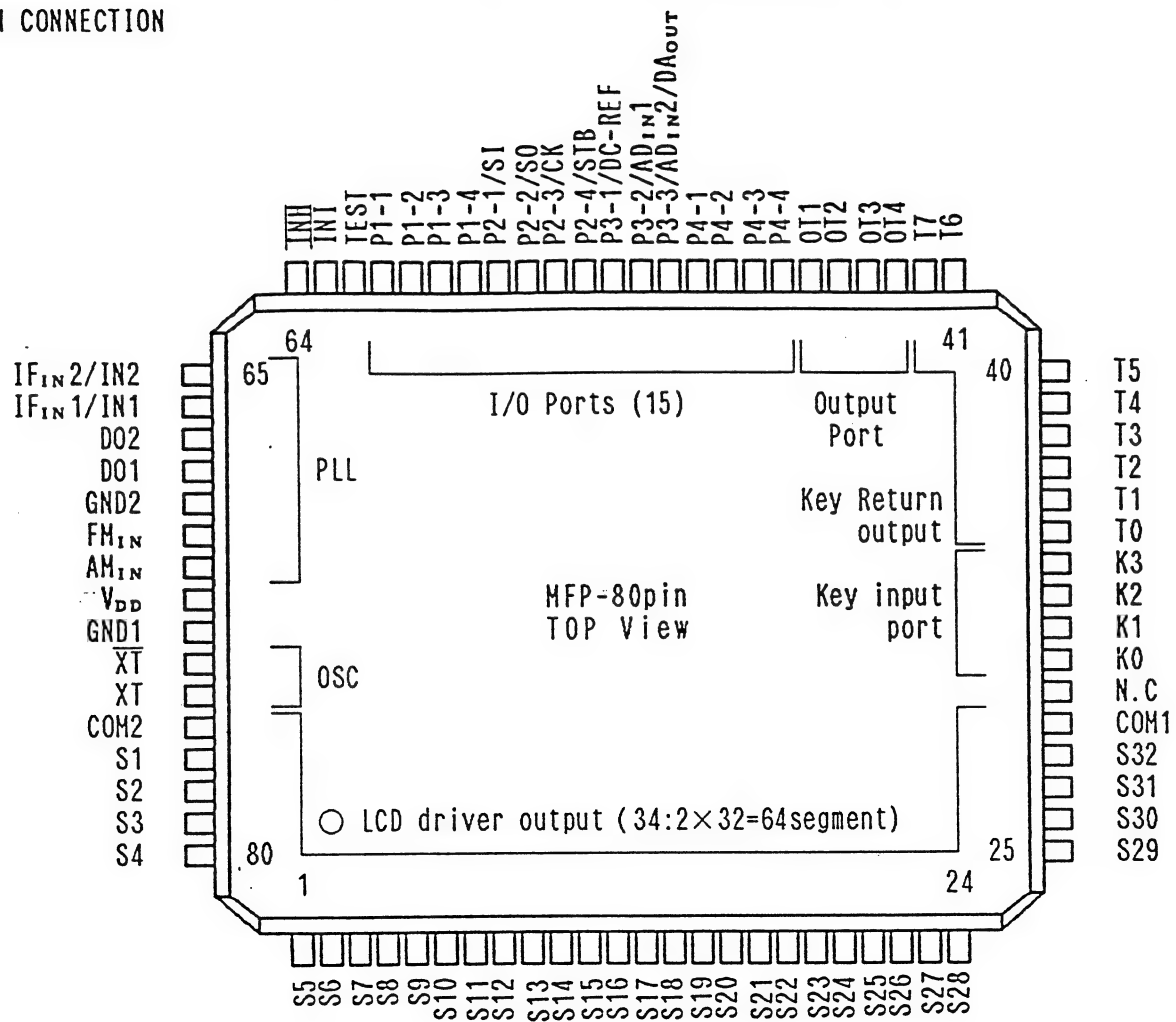 N CONNECTION
INH
INI
TEST
P1-1
P1-2
P1-3
P1-4
P2-1/SI
P2-2/SO
P2-3/CK
P2-4/STB
P3-1/DC-REF
P3-2/ADIN1
P3-3/ADIN2/DAOUT
P4-1
P4-2
P4-3
P4-4
OT1
OT2
OT3
OT4
T7
T6
64
41
65
40
IFIN2/IN2
IFIN1/IN1
DO2
DO1
GND2
FMIN
AMIN
VDD
GND1
XT
XT
COM2
S1
S2
S3
S4
I/O Ports (15)
Output
Port
PLL
Key Return
output
MFP-80pin
TOP View
Key input
port
OSC
LCD driver output (34:2×32=64segment)
T5
T4
T3
T2
T1
T0
K3
K2
K1
K0
N.C
COM1
S32
S31
S30
S29
80
25
1
24
S5
S6
S7
S8
S9
S10
S11
S12
S13
S14
S15
S16
S17
S18
S19
S20
S21
S22
S23
S24
S25
S26
S27
S28